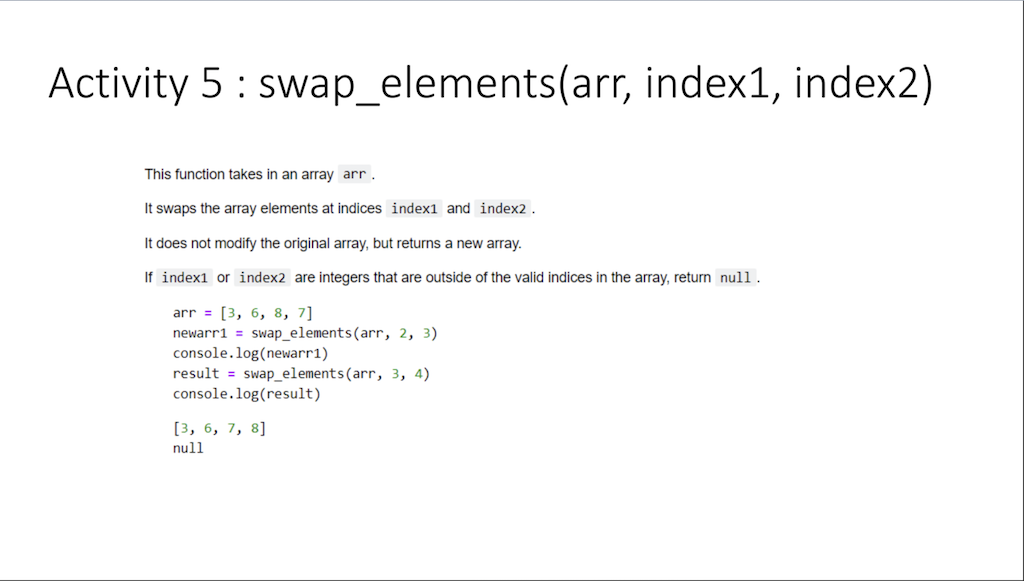 Activity 5 : swap_elements(arr, index1, index2)
This function takes in an array arr .
It swaps the array elements at indices index1 and index2 .
It does not modify the original array, but returns a new array.
If index1 or index2 are integers that are outside of the valid indices in the array, return null .
arr = [3, 6, 8, 7]
newarr1 = swap_elements(arr, 2, 3)
console.log(newarr1)
result = swap_elements(arr, 3, 4)
console.log(result)
[3, 6, 7, 8]
null